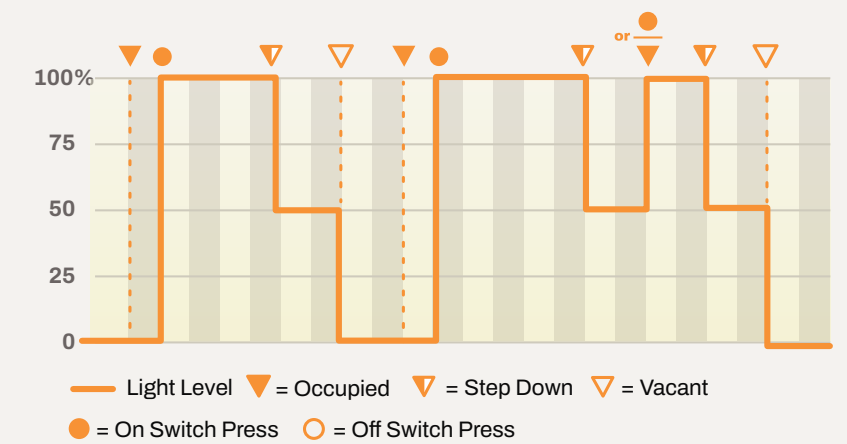 or
100%
75
50
25
0
Light Level = Occupied = Step Down = Vacant
= On Switch Press = Off Switch Press